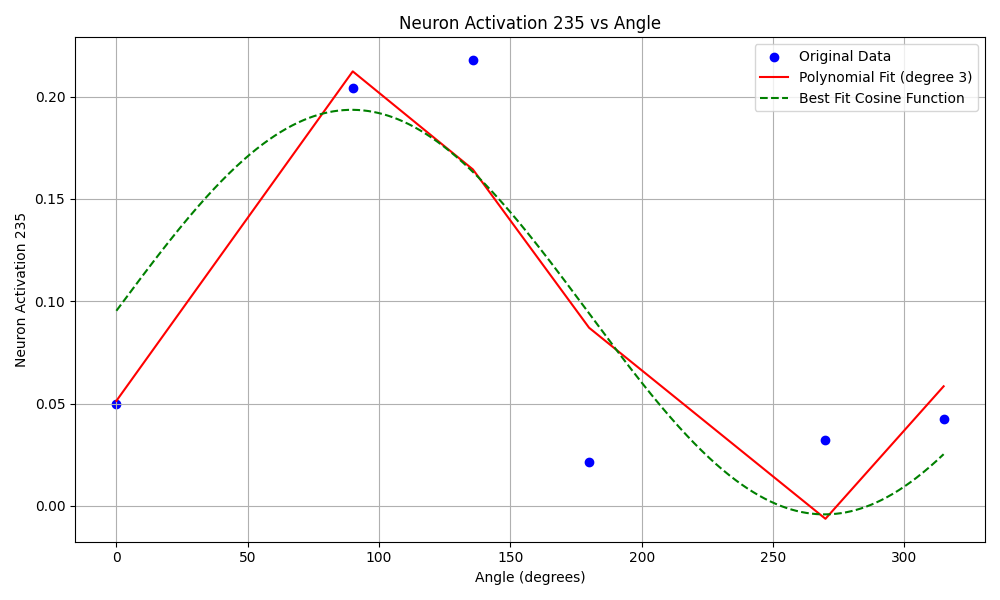 Neuron Activation 235 vs Angle
Original Data
Polynomial Fit (degree 3)
Best Fit Cosine Function
Neuron Activation 235
0.20
0.15
0.10
0.05
0.00
0 50 100 150 200 250 300
Angle (degrees)